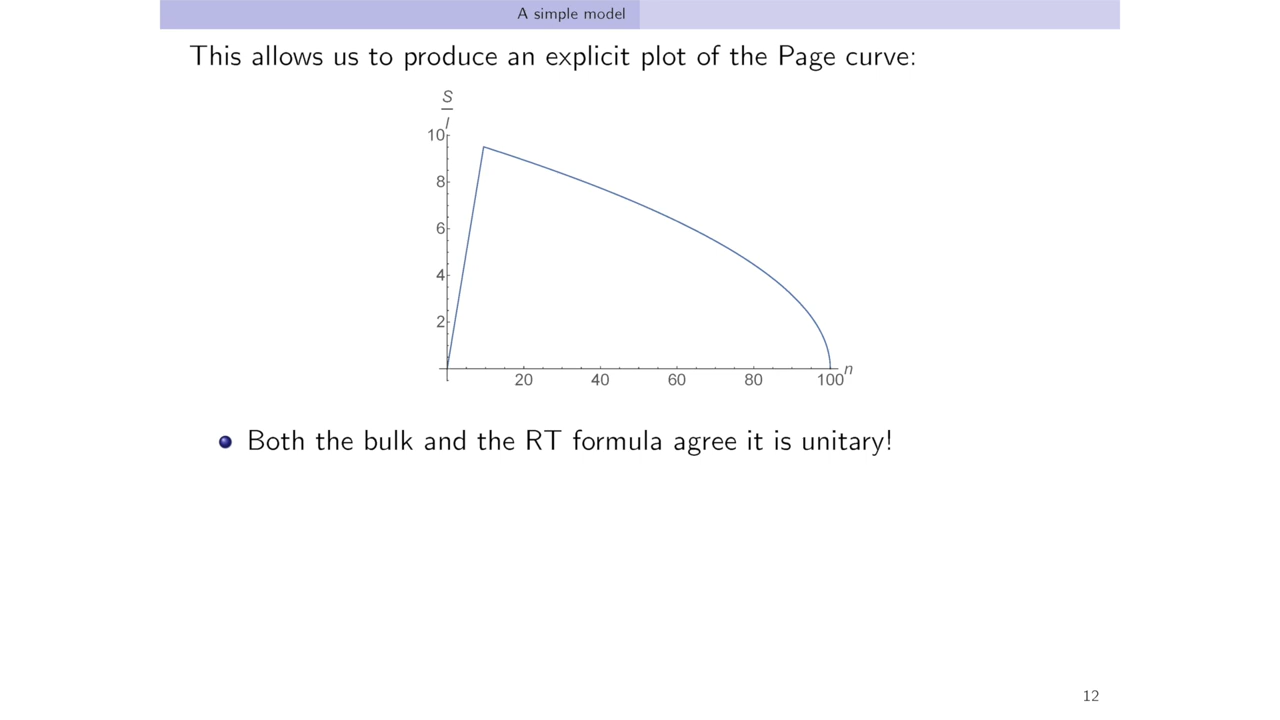 A simple model
This allows us to produce an explicit plot of the Page curve:
S
l
10
8
6
4
2
20 40 60 80 100 n
Both the bulk and the RT formula agree it is unitary!
12